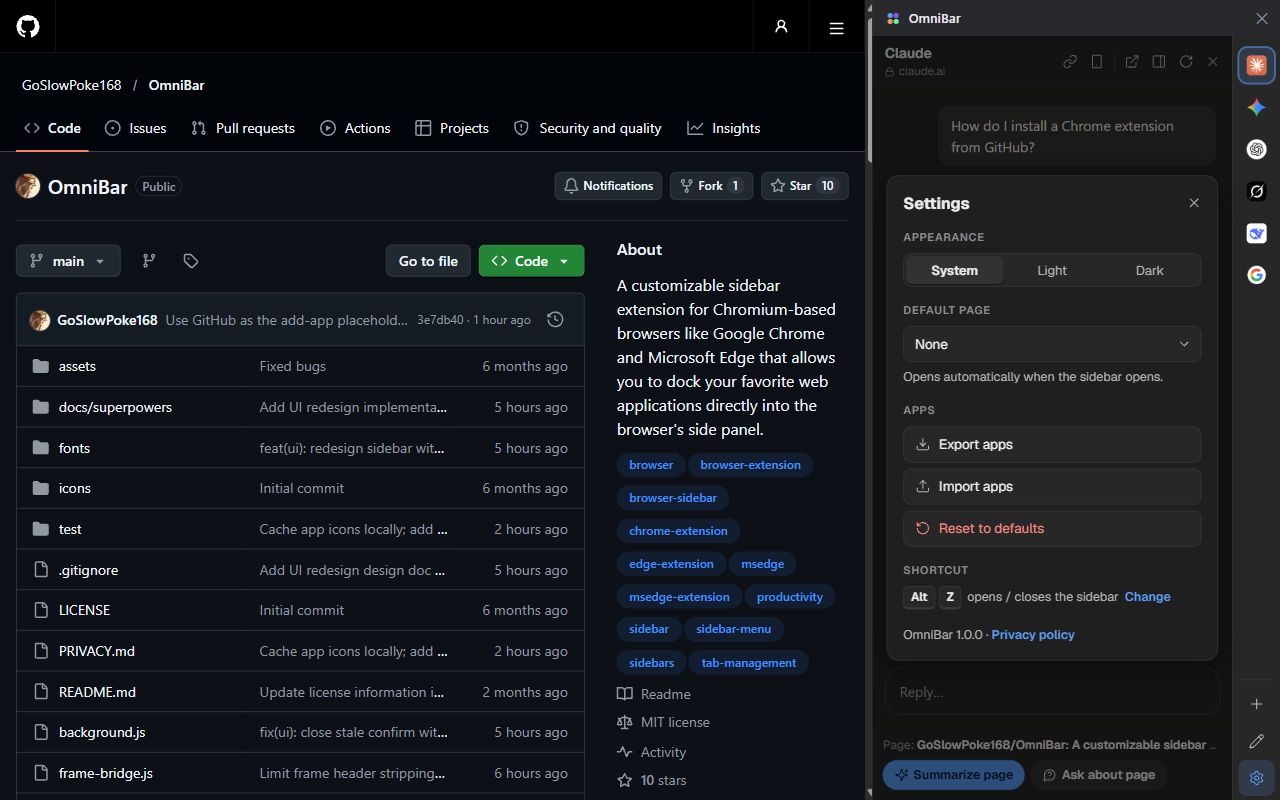 GoSlowPoke168 / OmniBar
Code Issues Pull requests Actions Projects Security and quality Insights
OmniBar Public
Notifications Fork 1 Star 10
main Go to file Code
GoSlowPoke168 Use GitHub as the add-app placehold... 3e7db40 · 1 hour ago
assets Fixed bugs 6 months ago
docs/superpowers Add UI redesign implementa... 5 hours ago
fonts feat(ui): redesign sidebar wit... 5 hours ago
icons Initial commit 6 months ago
test Cache app icons locally; add ... 2 hours ago
.gitignore Add UI redesign design doc ... 5 hours ago
LICENSE Initial commit 6 months ago
PRIVACY.md Cache app icons locally; add ... 2 hours ago
README.md Update license information i... 2 months ago
background.js fix(ui): close stale confirm wit... 5 hours ago
frame-bridge.js Limit frame header stripping... 6 hours ago
About
A customizable sidebar
extension for Chromium-based
browsers like Google Chrome
and Microsoft Edge that allows
you to dock your favorite web
applications directly into the
browser's side panel.
browser browser-extension
browser-sidebar
chrome-extension
edge-extension msedge
msedge-extension productivity
sidebar sidebar-menu
sidebars tab-management
Readme
MIT license
Activity
10 stars
OmniBar
Claude
claude.ai
How do I install a Chrome extension
from GitHub?
Settings
APPEARANCE
System Light Dark
DEFAULT PAGE
None
Opens automatically when the sidebar opens.
APPS
Export apps
Import apps
Reset to defaults
SHORTCUT
Alt Z opens / closes the sidebar Change
OmniBar 1.0.0 · Privacy policy
Reply...
Page: GoSlowPoke168/OmniBar: A customizable sidebar ...
Summarize page Ask about page